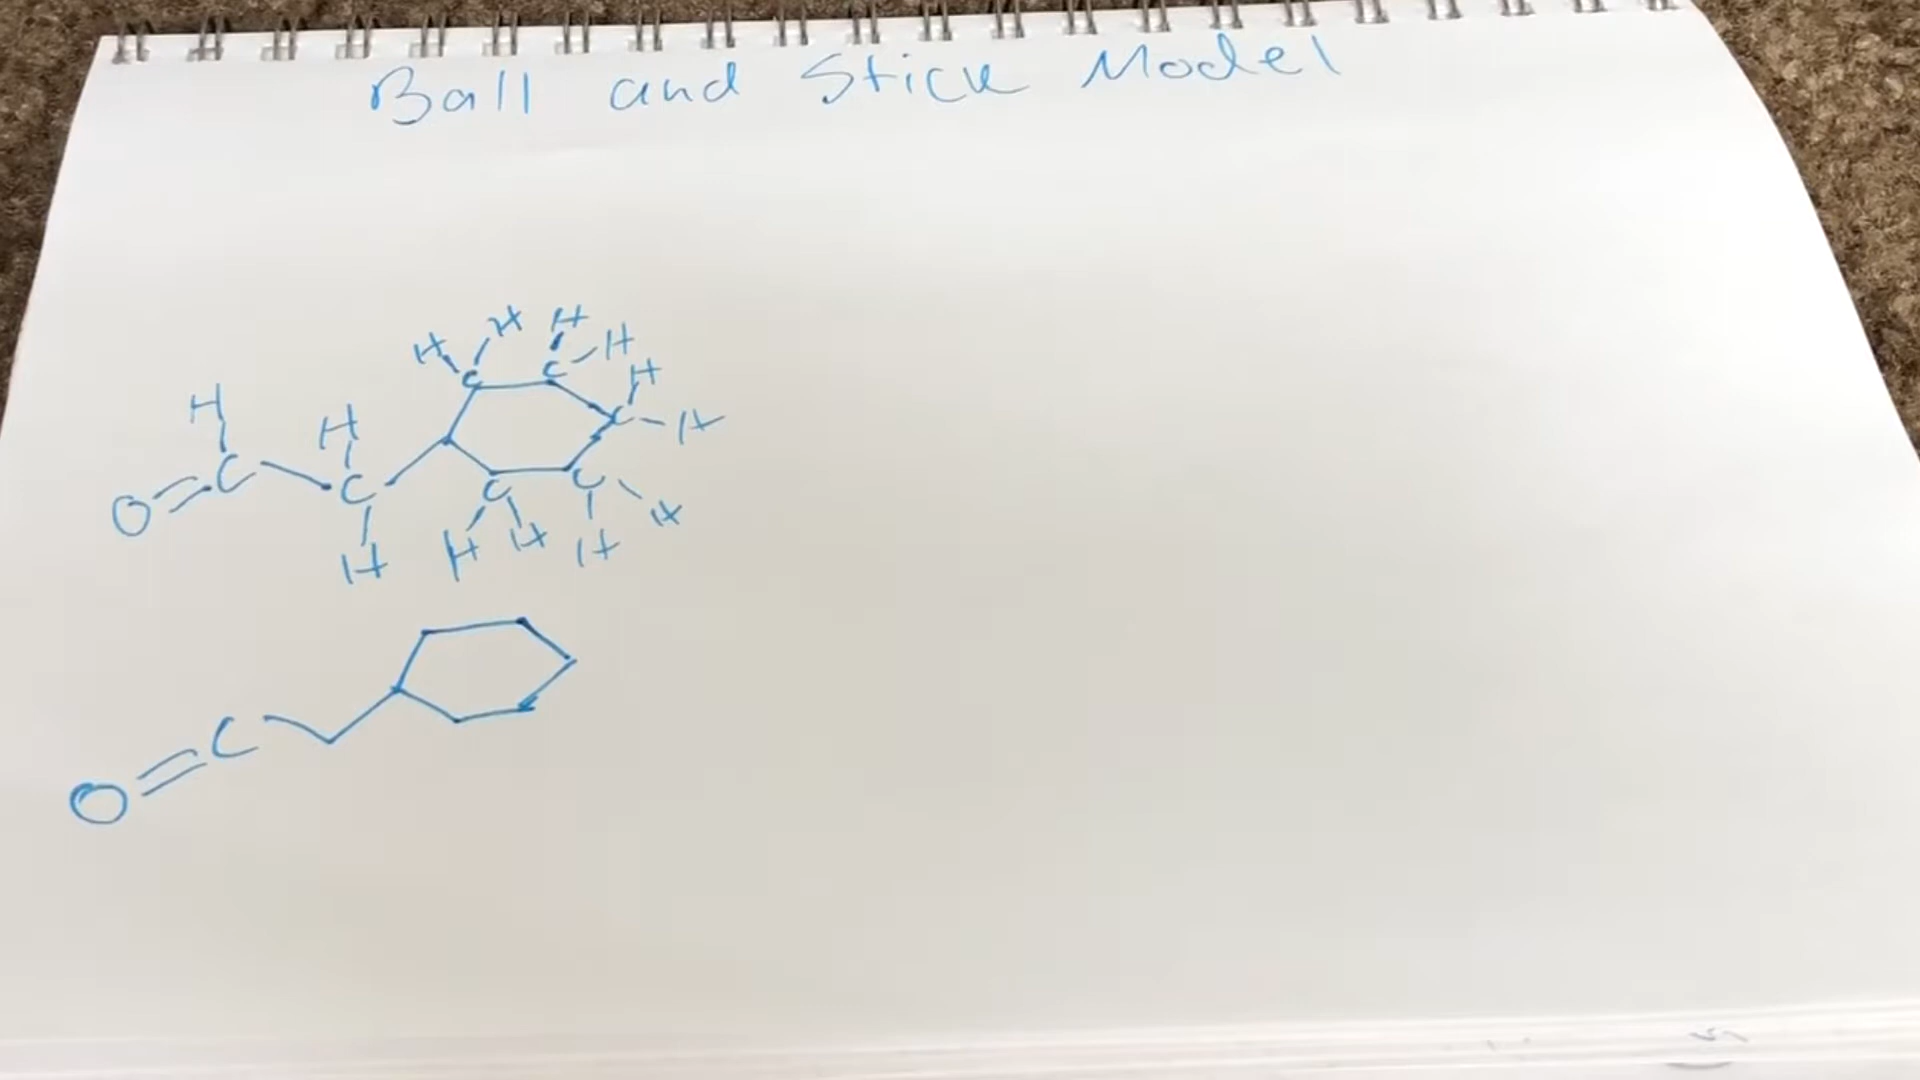 Ball and Stick Model
H H H H
H C C H
H H C H
O=C C C C H
H H H H
O=C